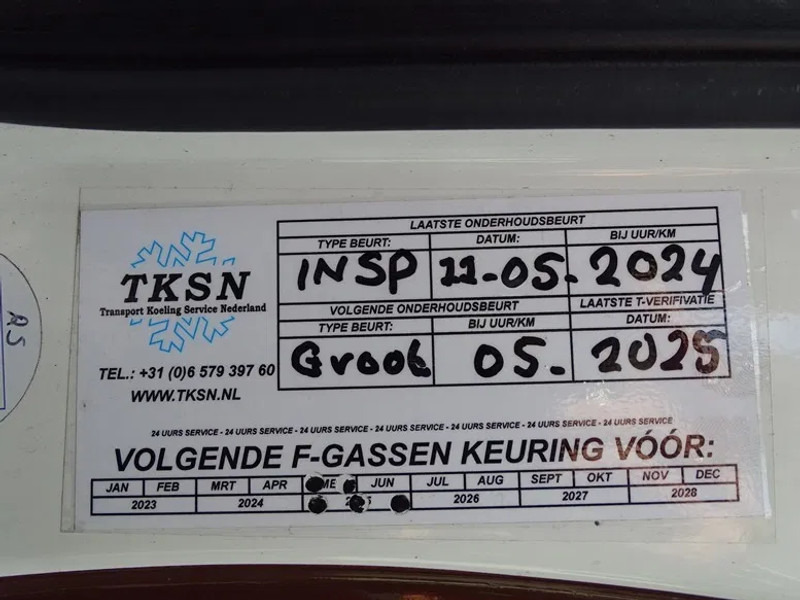 LAATSTE ONDERHOUDSBEURT
TYPE BEURT: DATUM: BIJ UUR/KM
INSP 22-05-2024
VOLGENDE ONDERHOUDSBEURT LAATSTE T-VERIFIVATIE
TYPE BEURT: BIJ UUR/KM DATUM:
Groot 05. 2025
TKSN
Transport Koeling Service Nederland
TEL.: +31 (0)6 579 397 60
WWW.TKSN.NL
24 UURS SERVICE - 24 UURS SERVICE - 24 UURS SERVICE - 24 UURS SERVICE - 24 UURS SERVICE - 24 UURS SERVICE - 24 UURS SERVICE
VOLGENDE F-GASSEN KEURING VÓÓR:
JAN FEB MRT APR ME JUN JUL AUG SEPT OKT NOV DEC
2023 2024 2026 2027 2028